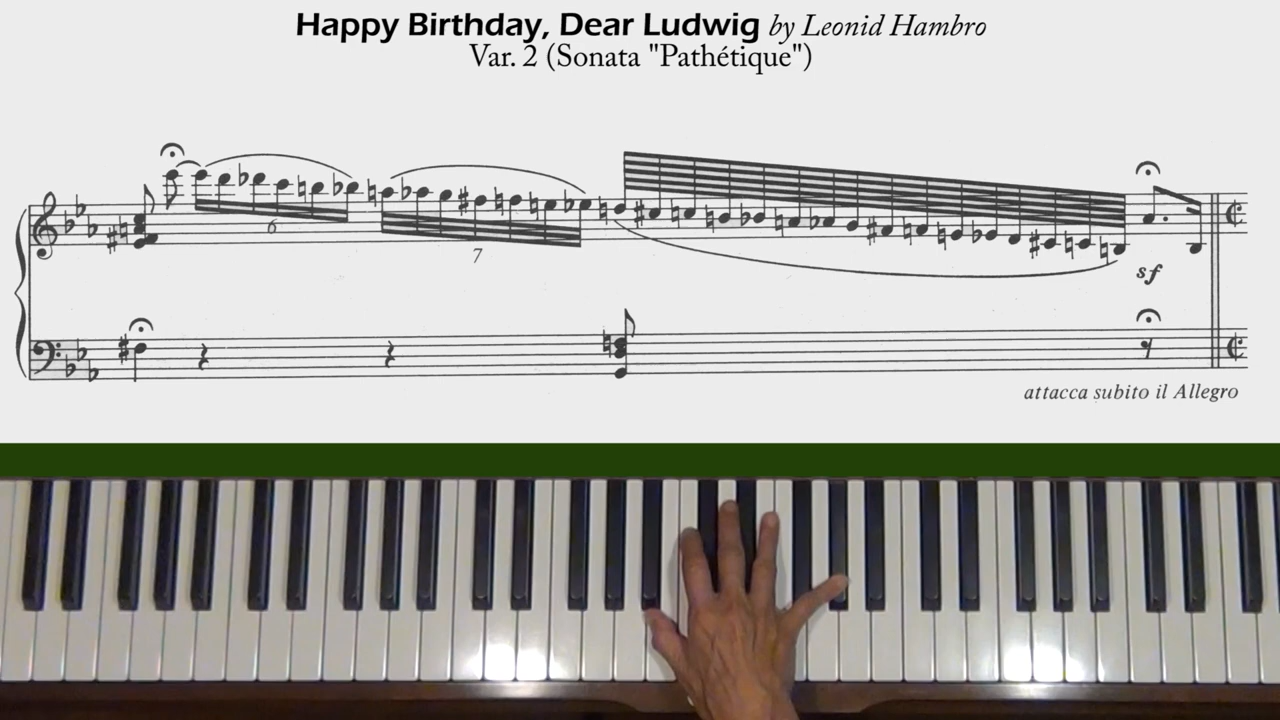 Happy Birthday, Dear Ludwig by Leonid Hambro
Var. 2 (Sonata "Pathétique")
6
7
sf
attacca subito il Allegro